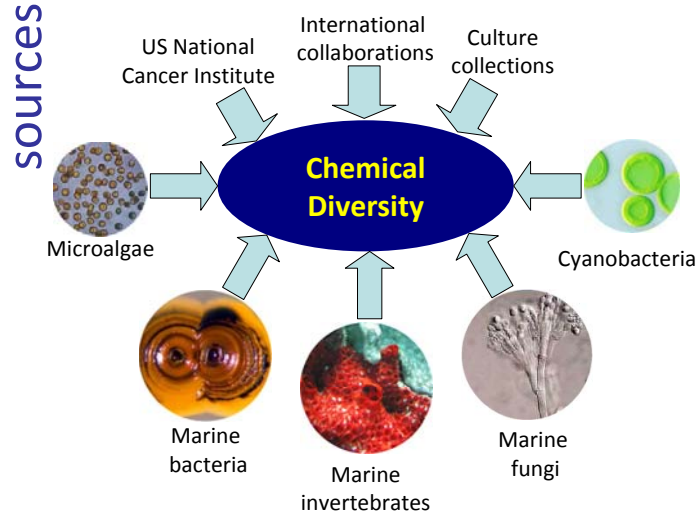 sources
US National
Cancer Institute
International
collaborations
Culture
collections
Chemical
Diversity
Microalgae
Cyanobacteria
Marine
bacteria
Marine
invertebrates
Marine
fungi